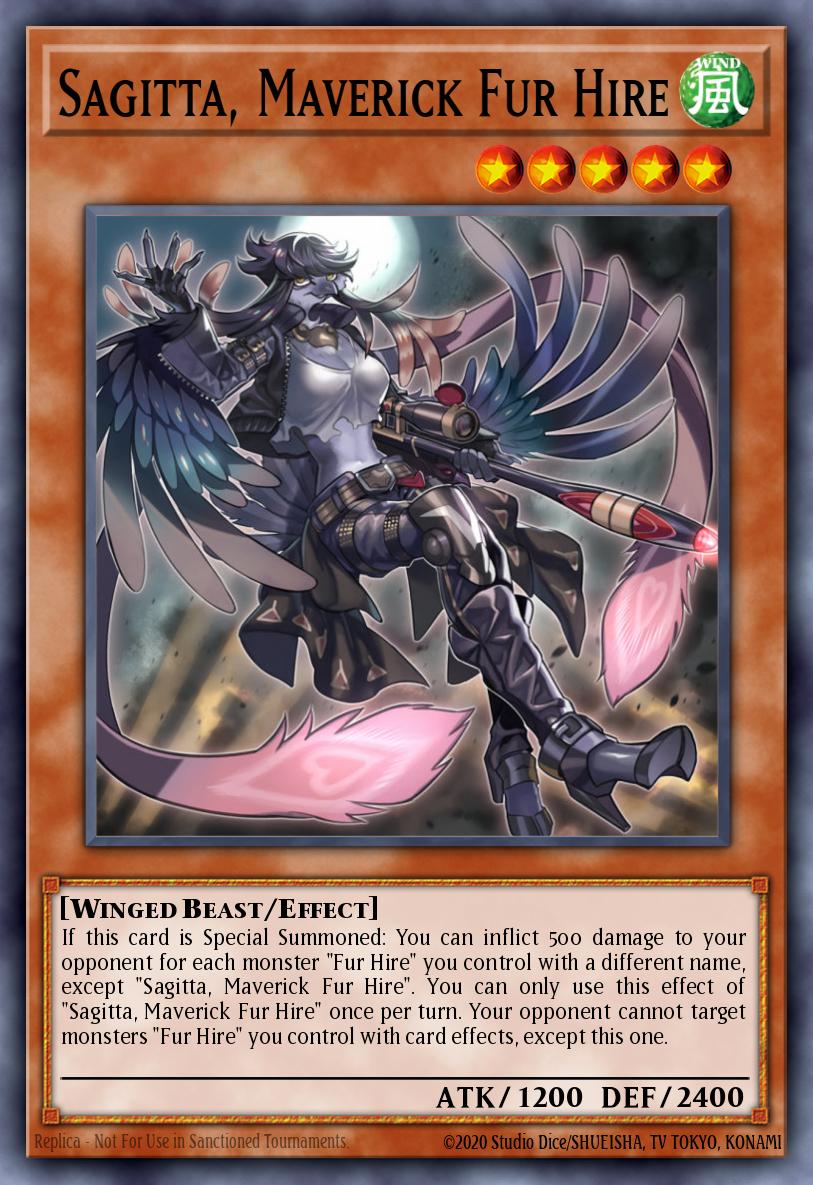 Sagitta, Maverick Fur Hire
WIND
風
[Winged Beast/Effect]
If this card is Special Summoned: You can inflict 500 damage to your
opponent for each monster "Fur Hire" you control with a different name,
except "Sagitta, Maverick Fur Hire". You can only use this effect of
"Sagitta, Maverick Fur Hire" once per turn. Your opponent cannot target
monsters "Fur Hire" you control with card effects, except this one.
ATK/1200 DEF/2400
Replica - Not For Use in Sanctioned Tournaments.
©2020 Studio Dice/SHUEISHA, TV TOKYO, KONAMI